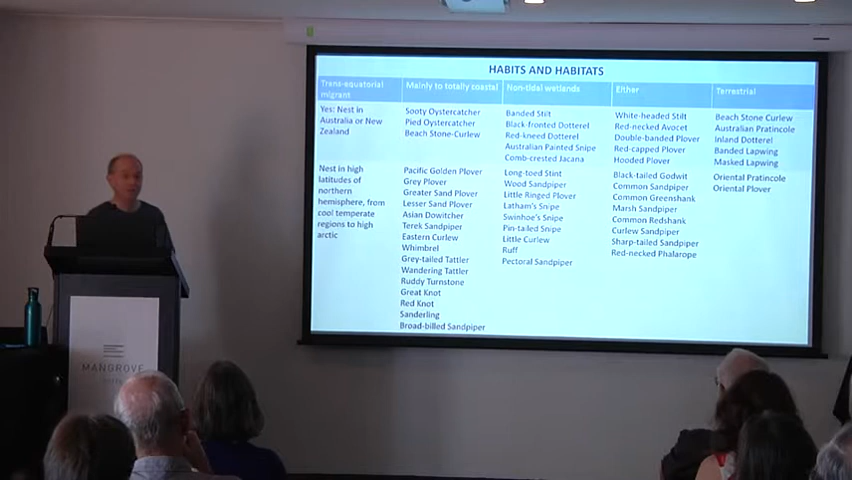 HABITS AND HABITATS
Trans-equatorial migrant
Mainly to totally coastal
Non-tidal wetlands
Either
Terrestrial
Yes: Nest in
Australia or New
Zealand
Sooty Oystercatcher
Pied Oystercatcher
Beach Stone-Curlew
Banded Stilt
Black-fronted Dotterel
Red-kneed Dotterel
Australian Painted Snipe
Comb-crested Jacana
White-headed Stilt
Red-necked Avocet
Double-banded Plover
Red-capped Plover
Hooded Plover
Beach Stone Curlew
Australian Pratincole
Inland Dotterel
Banded Lapwing
Masked Lapwing
Nest in high
latitudes of
northern
hemisphere, from
cool temperate
regions to high
arctic
Pacific Golden Plover
Grey Plover
Greater Sand Plover
Lesser Sand Plover
Asian Dowitcher
Terek Sandpiper
Eastern Curlew
Whimbrel
Grey-tailed Tattler
Wandering Tattler
Ruddy Turnstone
Great Knot
Red Knot
Sanderling
Broad-billed Sandpiper
Long-toed Stint
Wood Sandpiper
Little Ringed Plover
Latham's Snipe
Swinhoe's Snipe
Pin-tailed Snipe
Little Curlew
Ruff
Pectoral Sandpiper
Black-tailed Godwit
Common Sandpiper
Common Greenshank
Marsh Sandpiper
Common Redshank
Curlew Sandpiper
Sharp-tailed Sandpiper
Red-necked Phalarope
Oriental Pratincole
Oriental Plover
MANGROVE